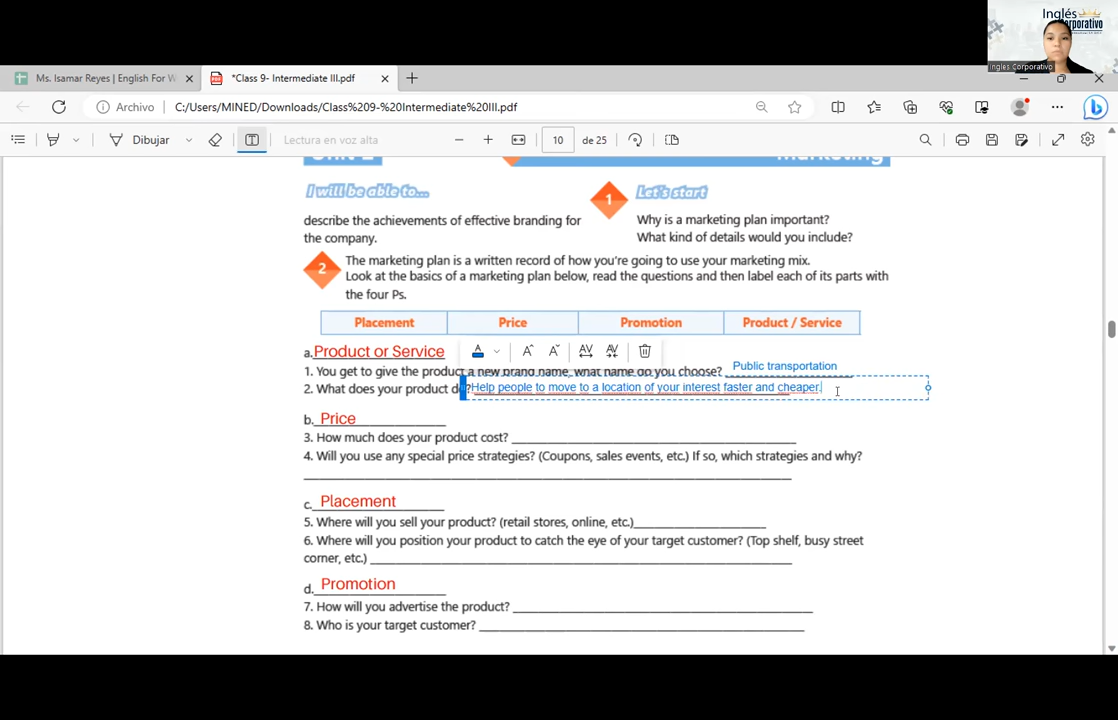 Inglés
Corporativo
Ingles Corporativo
Ms. Isamar Reyes | English For W
*Class 9- Intermediate III.pdf
Archivo
C:/Users/MINED/Downloads/Class%209-%20Intermediate%20III.pdf
Dibujar
Lectura en voz alta
10
de 25
Unit 2
Marketing
I will be able to...
Let's start
1
describe the achievements of effective branding for
the company.
Why is a marketing plan important?
What kind of details would you include?
2
The marketing plan is a written record of how you're going to use your marketing mix.
Look at the basics of a marketing plan below, read the questions and then label each of its parts with
the four Ps.
Placement Price Promotion Product / Service
a. Product or Service
1. You get to give the product a new brand name, what name do you choose? Public transportation
2. What does your product do? Help people to move to a location of your interest faster and cheaper.
b. Price
3. How much does your product cost?
4. Will you use any special price strategies? (Coupons, sales events, etc.) If so, which strategies and why?
c. Placement
5. Where will you sell your product? (retail stores, online, etc.)
6. Where will you position your product to catch the eye of your target customer? (Top shelf, busy street
corner, etc.)
d. Promotion
7. How will you advertise the product?
8. Who is your target customer?